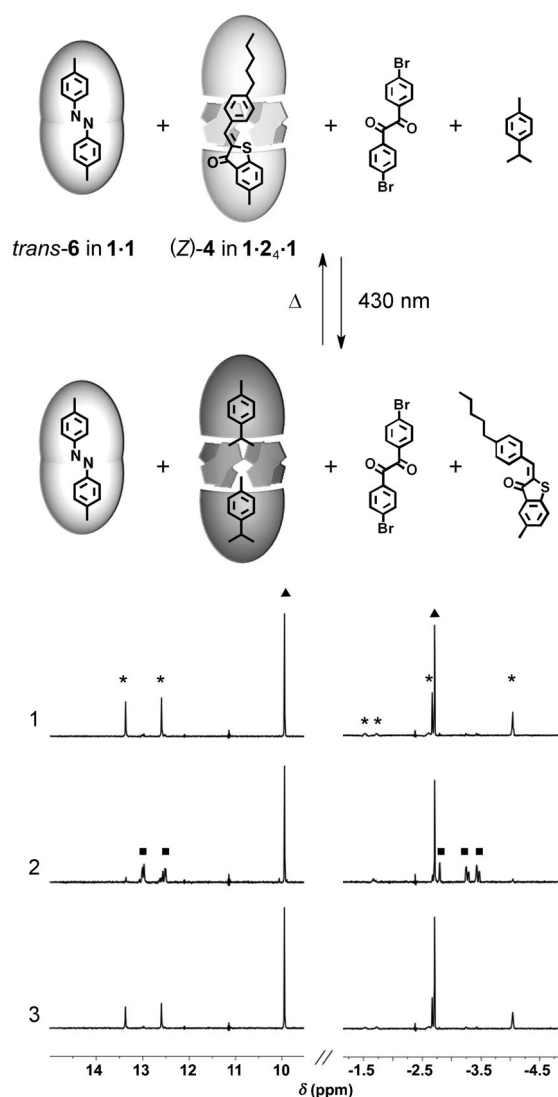 N
N
O
S
Br
O
O
Br
+
+
+
trans-6 in 1·1
(Z)-4 in 1·2₄·1
Δ
430 nm
N
N
Br
O
O
Br
O
S
+
+
+
▲
▲
*
*
*
*
*
*
1
■
■
■
■
■
2
3
14
13
12
11
10
//
-1.5
-2.5
-3.5
-4.5
δ (ppm)